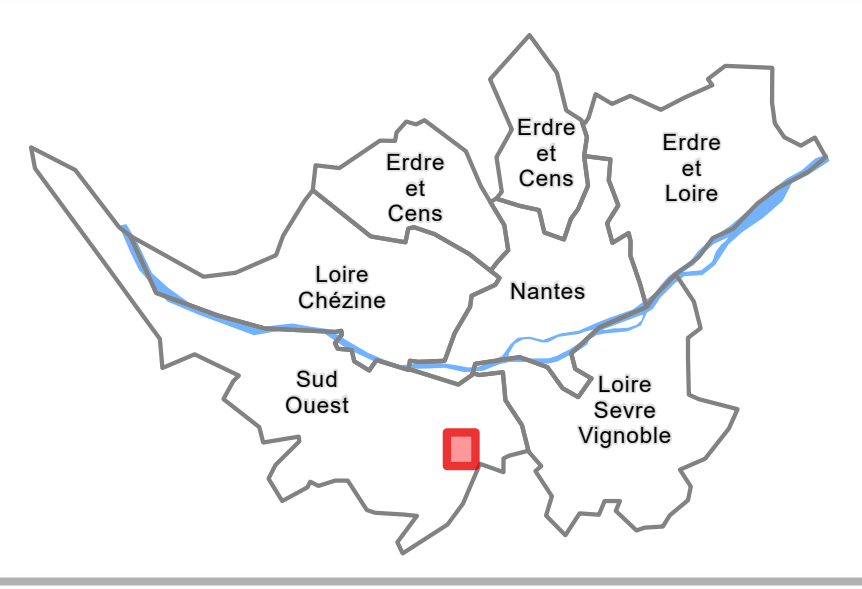 Erdre
et
Cens
Erdre
et
Cens
Erdre
et
Loire
Loire
Chézine
Nantes
Sud
Ouest
Loire
Sevre
Vignoble